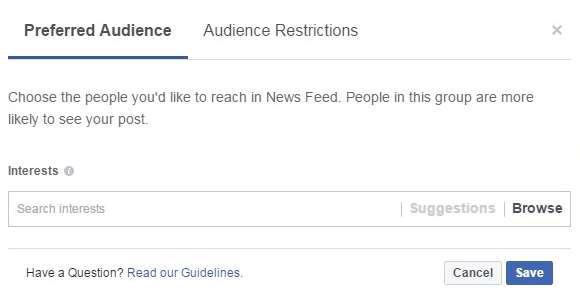 Preferred Audience Audience Restrictions ×
Choose the people you'd like to reach in News Feed. People in this group are more
likely to see your post.
Interests i
Search interests | Suggestions | Browse
Have a Question? Read our Guidelines. Cancel Save